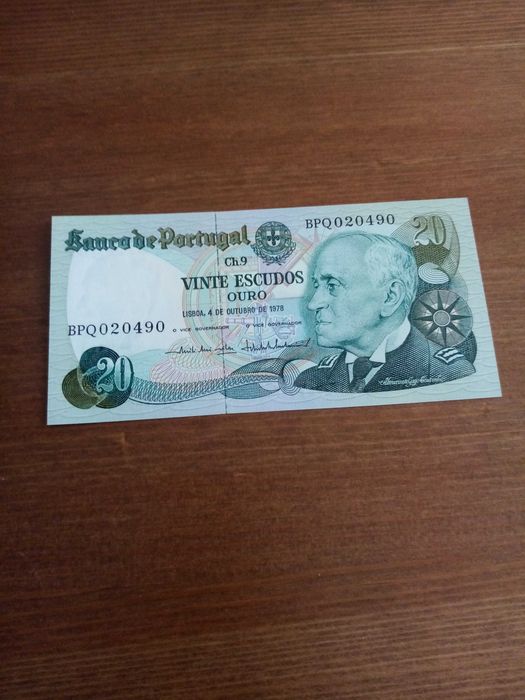 Banco de Portugal
BPQ020490
20
Ch.9
VINTE ESCUDOS
OURO
LISBOA, 4 DE OUTUBRO DE 1978
BPQ020490
O VICE GOVERNADOR
O VICE GOVERNADOR
20